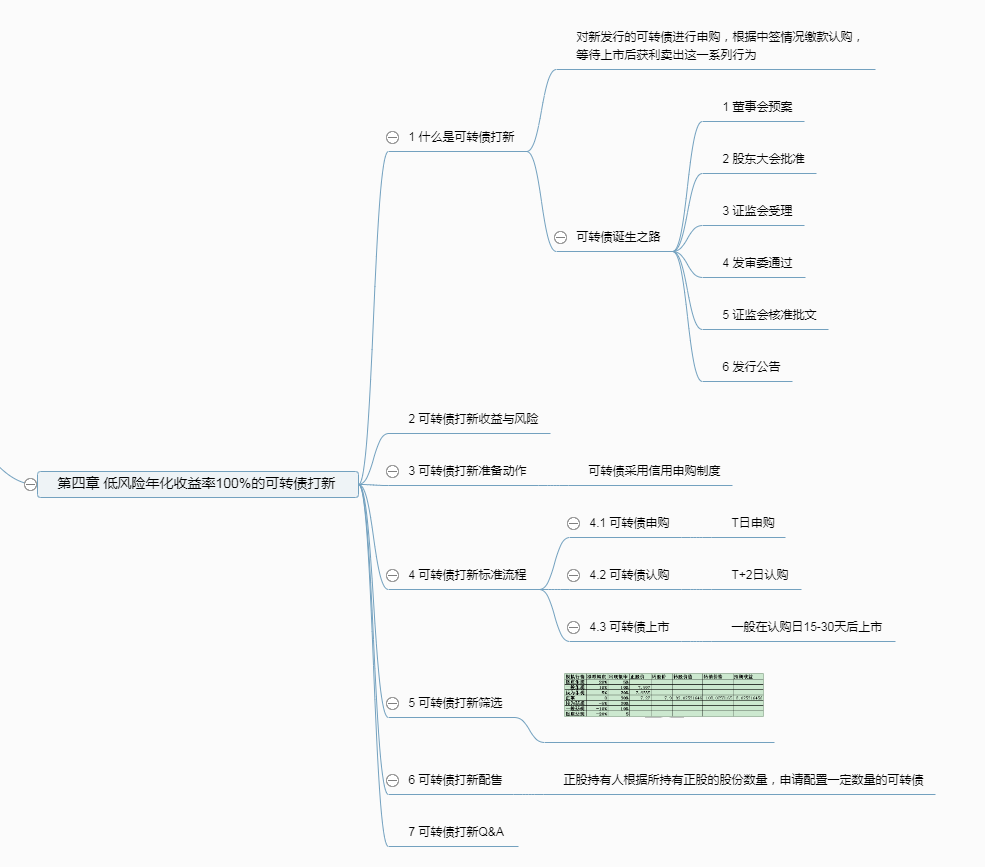 对新发行的可转债进行申购，根据中签情况缴款认购，
等待上市后获利卖出这一系列行为
1 董事会预案
1 什么是可转债打新
2 股东大会批准
3 证监会受理
可转债诞生之路
4 发审委通过
5 证监会核准批文
6 发行公告
2 可转债打新收益与风险
3 可转债打新准备动作 可转债采用信用申购制度
第四章 低风险年化收益率100%的可转债打新
4.1 可转债申购 T日申购
4 可转债打新标准流程 4.2 可转债认购 T+2日认购
4.3 可转债上市 一般在认购日15-30天后上市
5 可转债打新筛选
6 可转债打新配售 正股持有人根据所持有正股的股份数量，申请配置一定数量的可转债
7 可转债打新Q&A